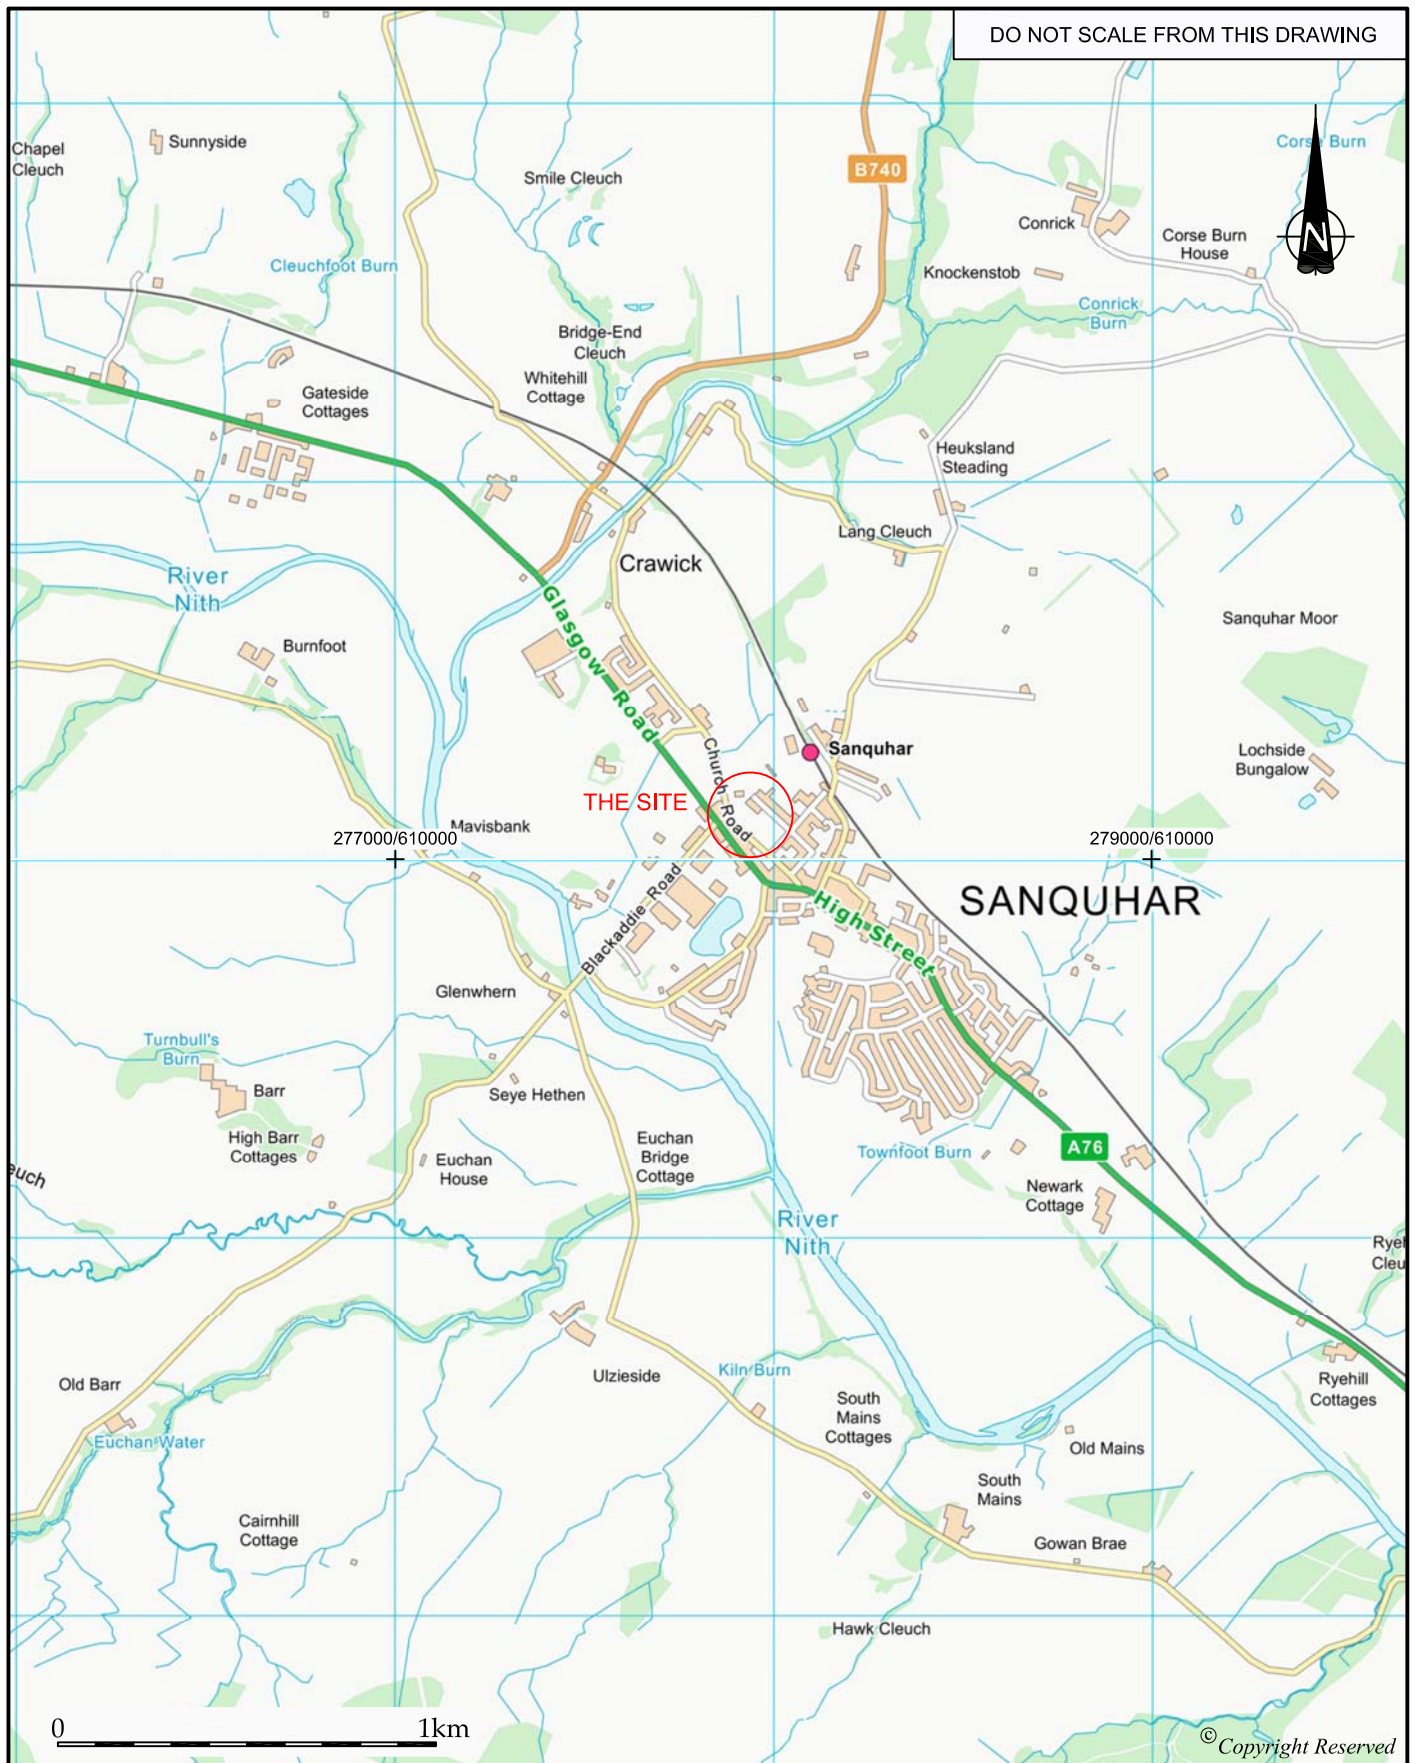 DO NOT SCALE FROM THIS DRAWING
Chapel
Cleuch
Sunnyside
Smile Cleuch
B740
Corse Burn
N
Conrick
Corse Burn
House
Cleuchfoot Burn
Knockenstob
Conrick
Burn
Bridge-End
Cleuch
Whitehill
Cottage
Gateside
Cottages
Heuksland
Steading
Lang Cleuch
Crawick
River
Nith
Glasgow Road
Sanquhar Moor
Burnfoot
Church Road
Sanquhar
Lochside
Bungalow
THE SITE
Mavisbank
277000/610000
279000/610000
SANQUHAR
Blackaddie Road
High Street
Glenwhern
Turnbull's
Burn
Barr
Seye Hethen
High Barr
Cottages
Euchan
House
Euchan
Bridge
Cottage
Townfoot Burn
A76
euch
Newark
Cottage
River
Nith
Rye
Cleu
Old Barr
Ulzieside
Kiln Burn
South
Mains
Cottages
Ryehill
Cottages
Euchan Water
Old Mains
South
Mains
Cairnhill
Cottage
Gowan Brae
Hawk Cleuch
0 1km
© Copyright Reserved